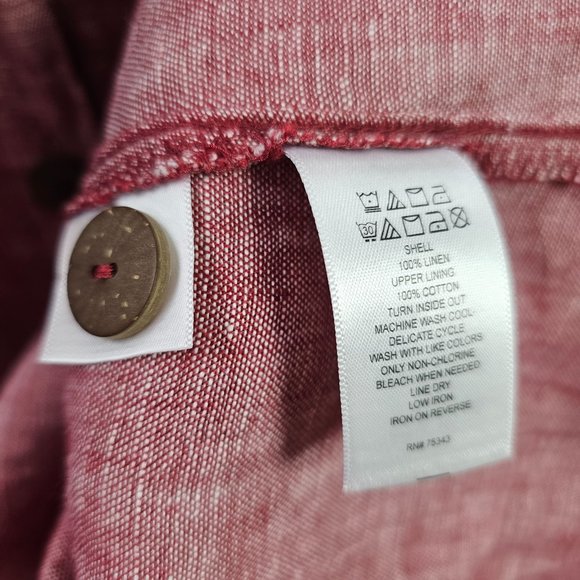 30
SHELL
100% LINEN
UPPER LINING
100% COTTON
TURN INSIDE OUT
MACHINE WASH COOL-
DELICATE CYCLE
WASH WITH LIKE COLORS
ONLY NON-CHLORINE
BLEACH WHEN NEEDED
LINE DRY
LOW IRON
IRON ON REVERSE
RN# 75343